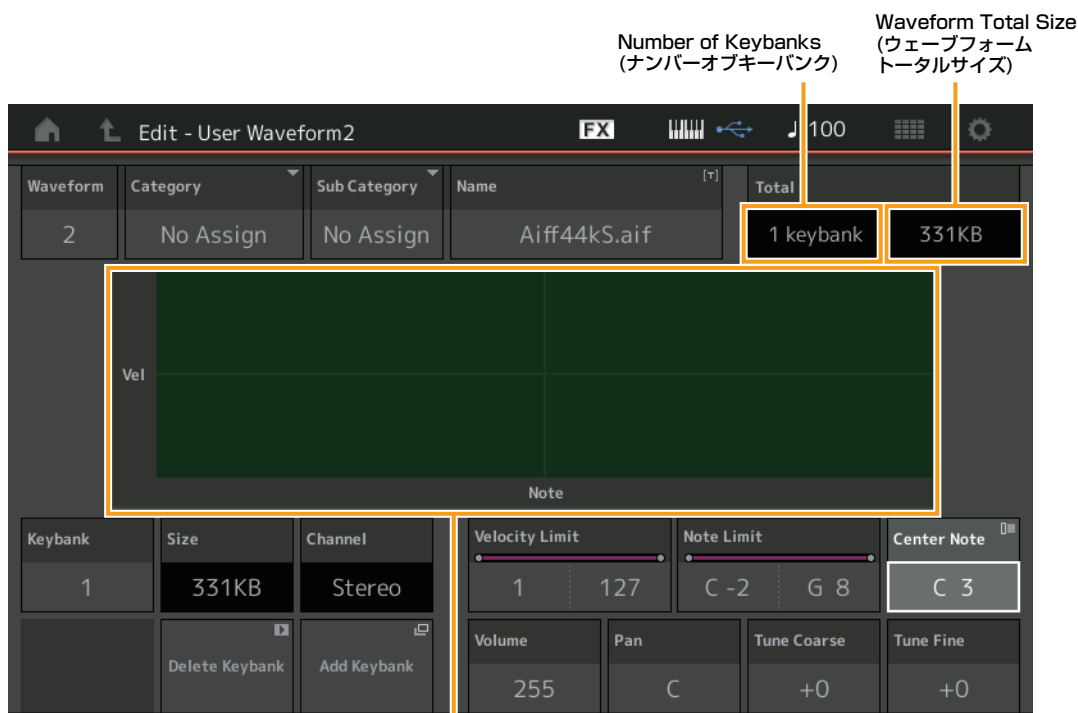 Number of Keybanks
(ナンバーオブキーバンク)
Waveform Total Size
(ウェーブフォーム
トータルサイズ)
Edit - User Waveform2
FX
♩ 100
Waveform
Category
Sub Category
Name
[T]
Total
2
No Assign
No Assign
Aiff44kS.aif
1 keybank
331KB
Vel
Note
Keybank
Size
Channel
Velocity Limit
Note Limit
Center Note
1
331KB
Stereo
1
127
C -2
G 8
C 3
Delete Keybank
Add Keybank
Volume
Pan
Tune Coarse
Tune Fine
255
C
+0
+0